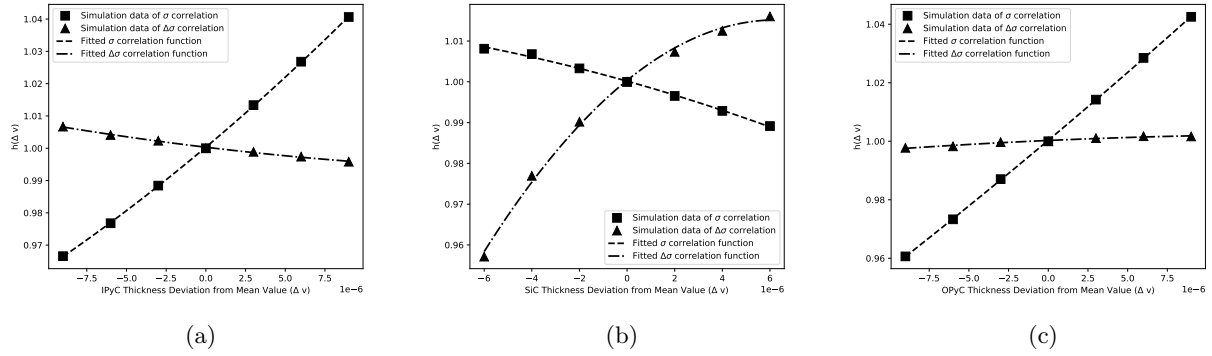 1.04
1.03
1.02
1.01
1.00
0.99
0.98
0.97
h(Δ v)
Simulation data of σ correlation
Simulation data of Δσ correlation
Fitted σ correlation function
Fitted Δσ correlation function
−7.5 −5.0 −2.5 0.0 2.5 5.0 7.5
1e−6
IPyC Thickness Deviation from Mean Value (Δ v)
(a)
1.01
1.00
0.99
0.98
0.97
0.96
h(Δ v)
Simulation data of σ correlation
Simulation data of Δσ correlation
Fitted σ correlation function
Fitted Δσ correlation function
−6 −4 −2 0 2 4 6
1e−6
SiC Thickness Deviation from Mean Value (Δ v)
(b)
1.04
1.02
1.00
0.98
0.96
h(Δ v)
Simulation data of σ correlation
Simulation data of Δσ correlation
Fitted σ correlation function
Fitted Δσ correlation function
−7.5 −5.0 −2.5 0.0 2.5 5.0 7.5
1e−6
OPyC Thickness Deviation from Mean Value (Δ v)
(c)